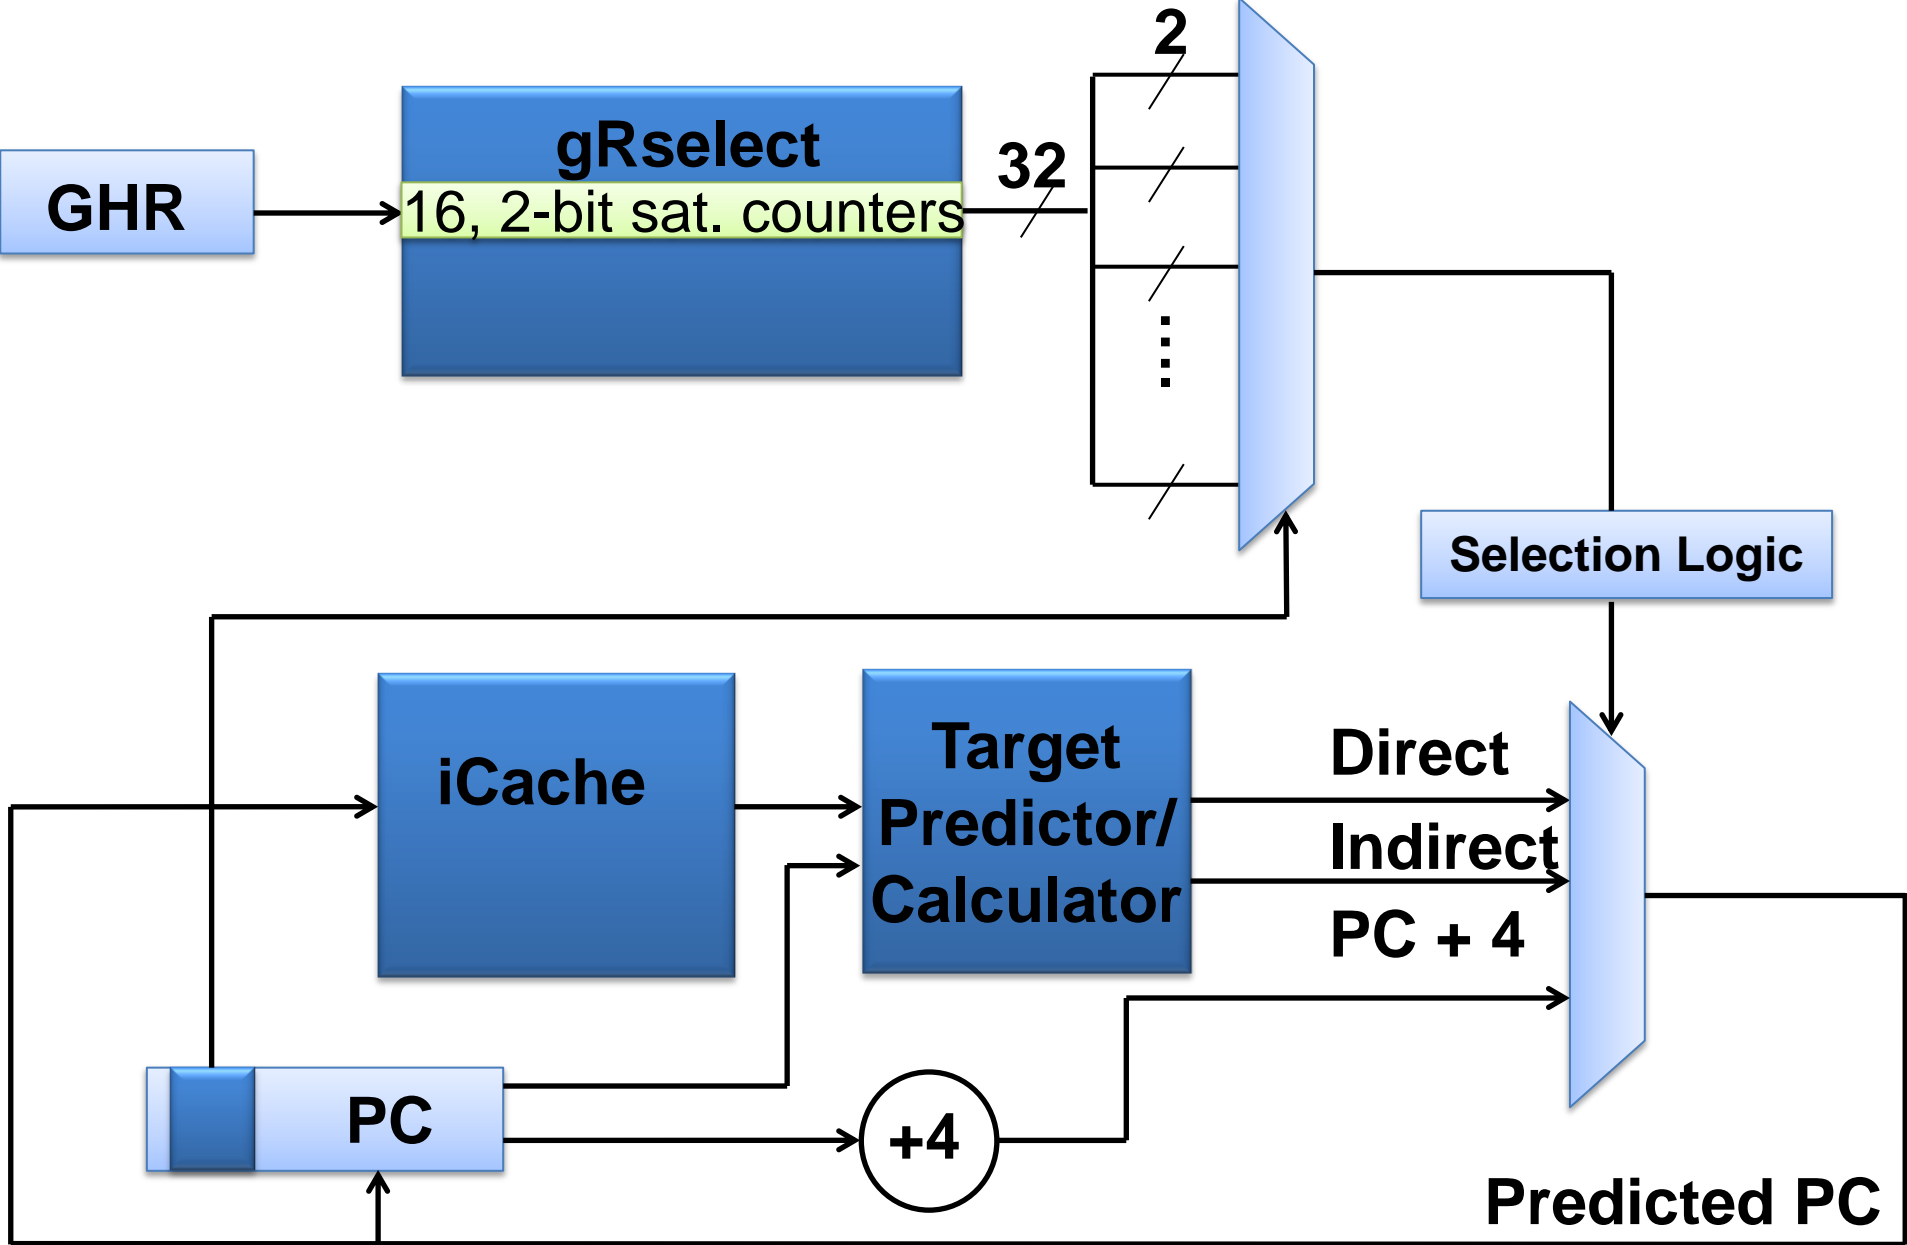 2
gRselect
32
GHR
16, 2-bit sat. counters
Selection Logic
iCache
Target
Predictor/
Calculator
Direct
Indirect
PC + 4
PC
+4
Predicted PC